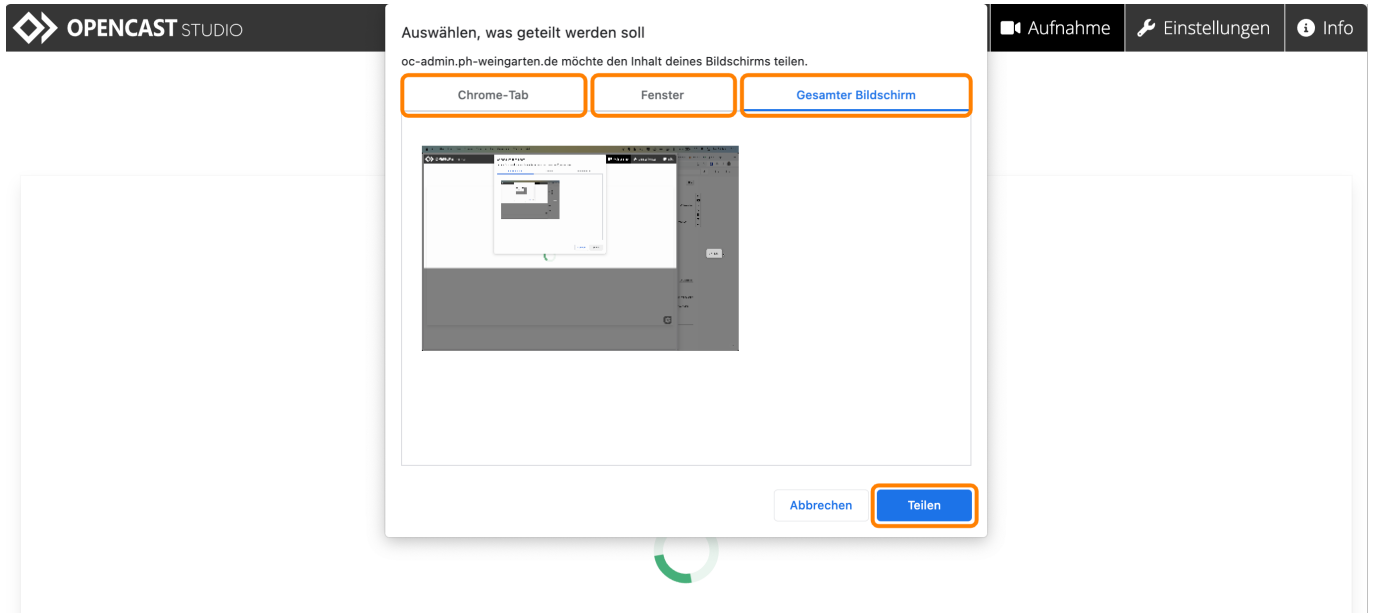 OPENCAST STUDIO
Aufnahme
Einstellungen
Info
Auswählen, was geteilt werden soll
oc-admin.ph-weingarten.de möchte den Inhalt deines Bildschirms teilen.
Chrome-Tab
Fenster
Gesamter Bildschirm
Abbrechen
Teilen